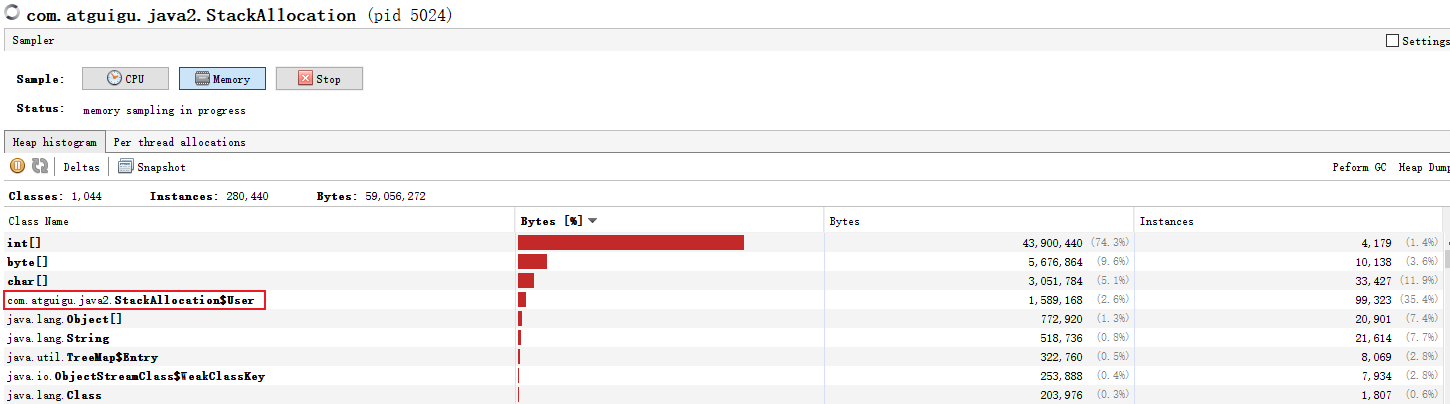 com.atguigu.java2.StackAllocation (pid 5024)
Sampler Settings
Sample: CPU Memory Stop
Status: memory sampling in progress
Heap histogram Per thread allocations
Deltas Snapshot Peform GC Heap Dump
Classes: 1,044 Instances: 280,440 Bytes: 59,056,272
Class Name Bytes [%] Bytes Instances
int[] 43,900,440 (74.3%) 4,179 (1.4%)
byte[] 5,676,864 (9.6%) 10,138 (3.6%)
char[] 3,051,784 (5.1%) 33,427 (11.9%)
com.atguigu.java2.StackAllocation$User 1,589,168 (2.6%) 99,323 (35.4%)
java.lang.Object[] 772,920 (1.3%) 20,901 (7.4%)
java.lang.String 518,736 (0.8%) 21,614 (7.7%)
java.util.TreeMap$Entry 322,760 (0.5%) 8,069 (2.8%)
java.io.ObjectStreamClass$WeakClassKey 253,888 (0.4%) 7,934 (2.8%)
java.lang.Class 203,976 (0.3%) 1,807 (0.6%)